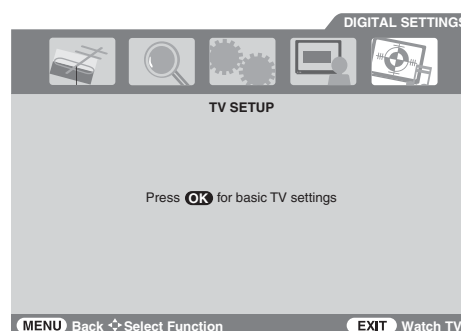 DIGITAL SETTINGS
TV SETUP
Press OK for basic TV settings
MENU Back Select Function EXIT Watch TV